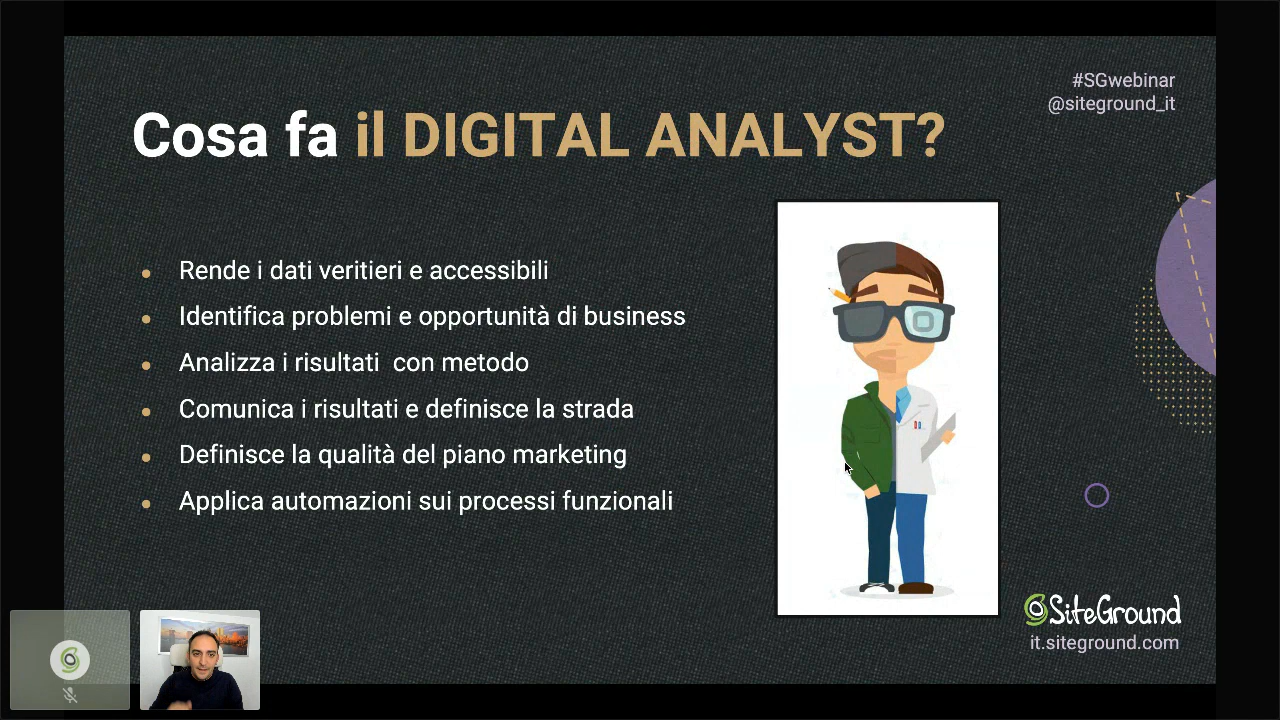 #SGwebinar
@siteground_it
Cosa fa il DIGITAL ANALYST?
Rende i dati veritieri e accessibili
Identifica problemi e opportunità di business
Analizza i risultati  con metodo
Comunica i risultati e definisce la strada
Definisce la qualità del piano marketing
Applica automazioni sui processi funzionali
SiteGround
it.siteground.com